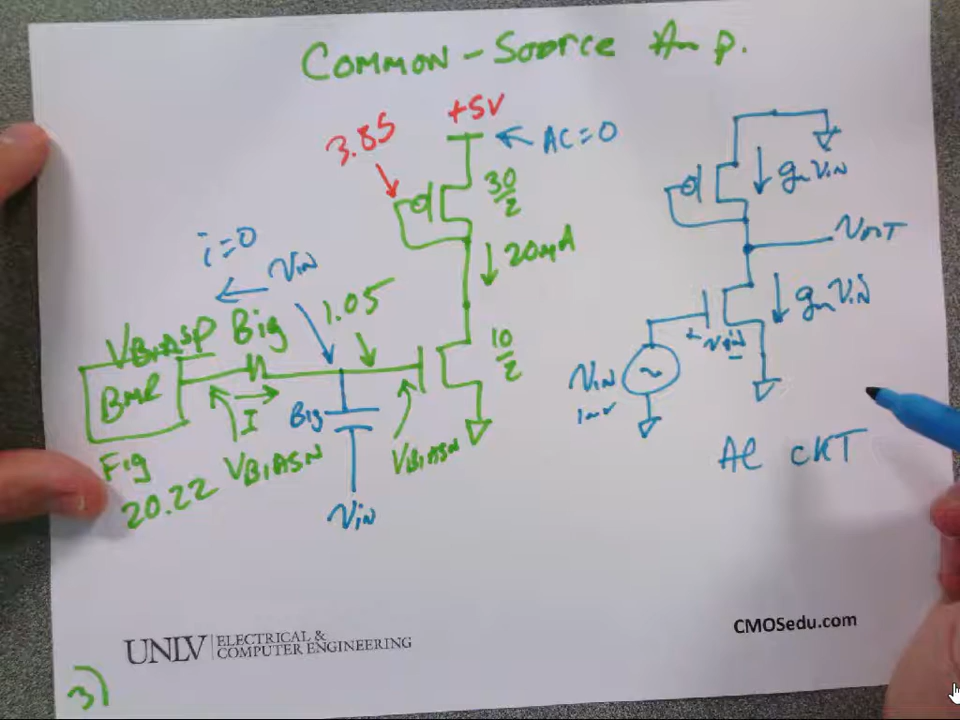 COMMON-SOURCE Amp.
+5V
3.85
AC=0
30/2
20μA
i=0
vin
1.05
VBIASP
Big
BMR
I
Big
10/2
Fig
20.22
VBIASN
VBIASN
vin
gmvin
vout
gmvin
+ vgin -
vin
1mv
AC CKT
UNLV
ELECTRICAL &
COMPUTER ENGINEERING
CMOSedu.com
3)